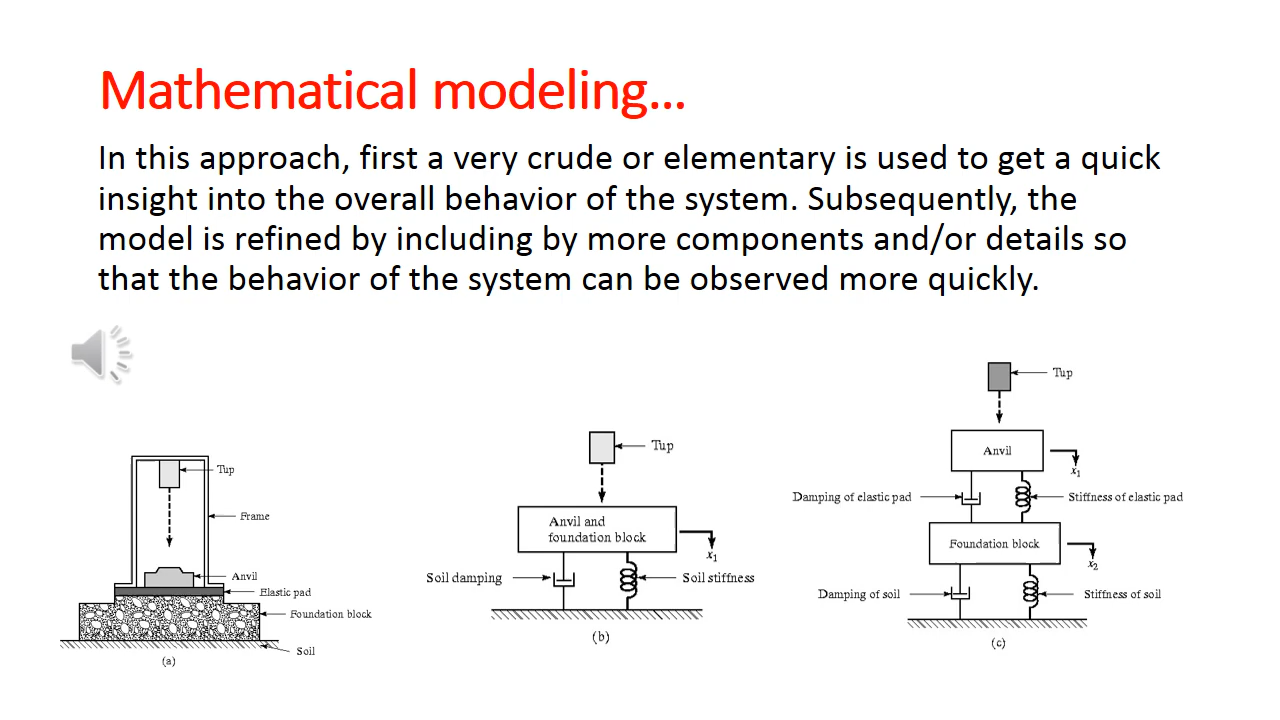 Mathematical modeling...
In this approach, first a very crude or elementary is used to get a quick
insight into the overall behavior of the system. Subsequently, the
model is refined by including by more components and/or details so
that the behavior of the system can be observed more quickly.
Tup
Frame
Anvil
Elastic pad
Foundation block
Soil
(a)
Tup
Anvil and
foundation block
x₁
Soil damping
Soil stiffness
(b)
Tup
Anvil
x₁
Damping of elastic pad
Stiffness of elastic pad
Foundation block
x₂
Damping of soil
Stiffness of soil
(c)